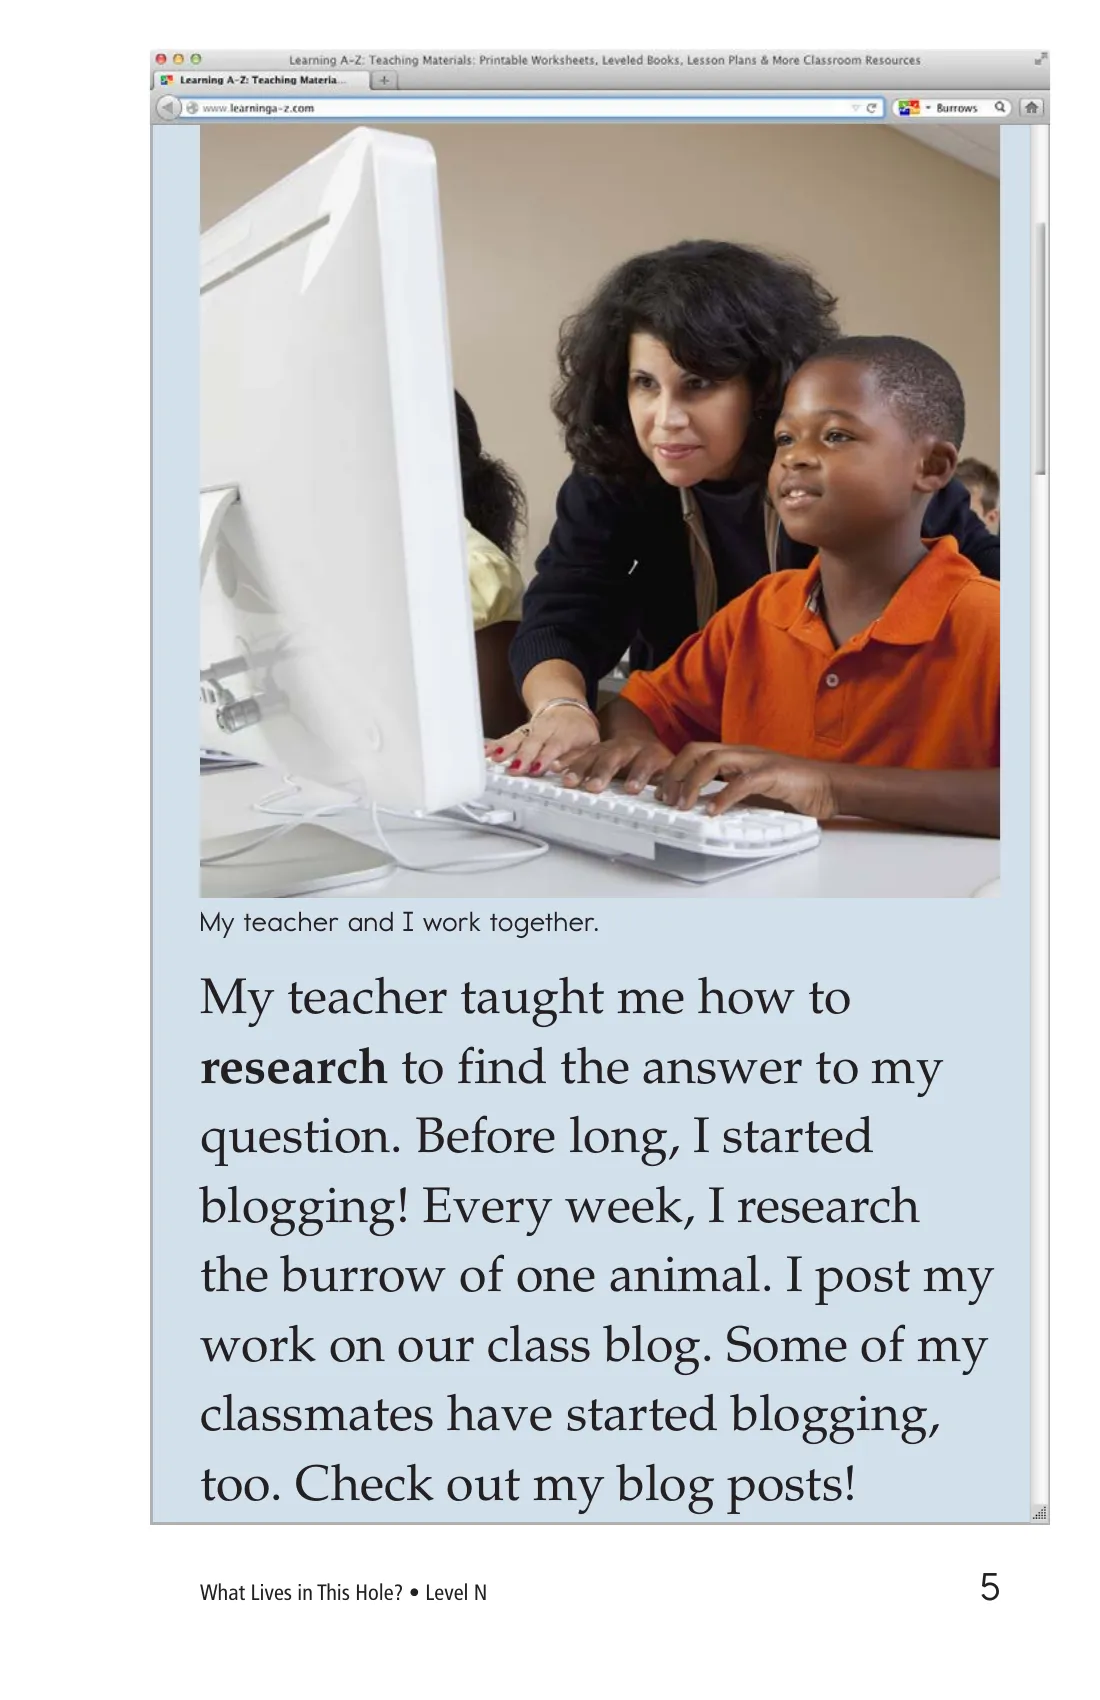 Learning A-Z: Teaching Materials: Printable Worksheets, Leveled Books, Lesson Plans & More Classroom Resources
Learning A-Z: Teaching Materia...
www.learninga-z.com
Burrows
My teacher and I work together.
My teacher taught me how to
research to find the answer to my
question. Before long, I started
blogging! Every week, I research
the burrow of one animal. I post my
work on our class blog. Some of my
classmates have started blogging,
too. Check out my blog posts!
What Lives in This Hole? • Level N
5